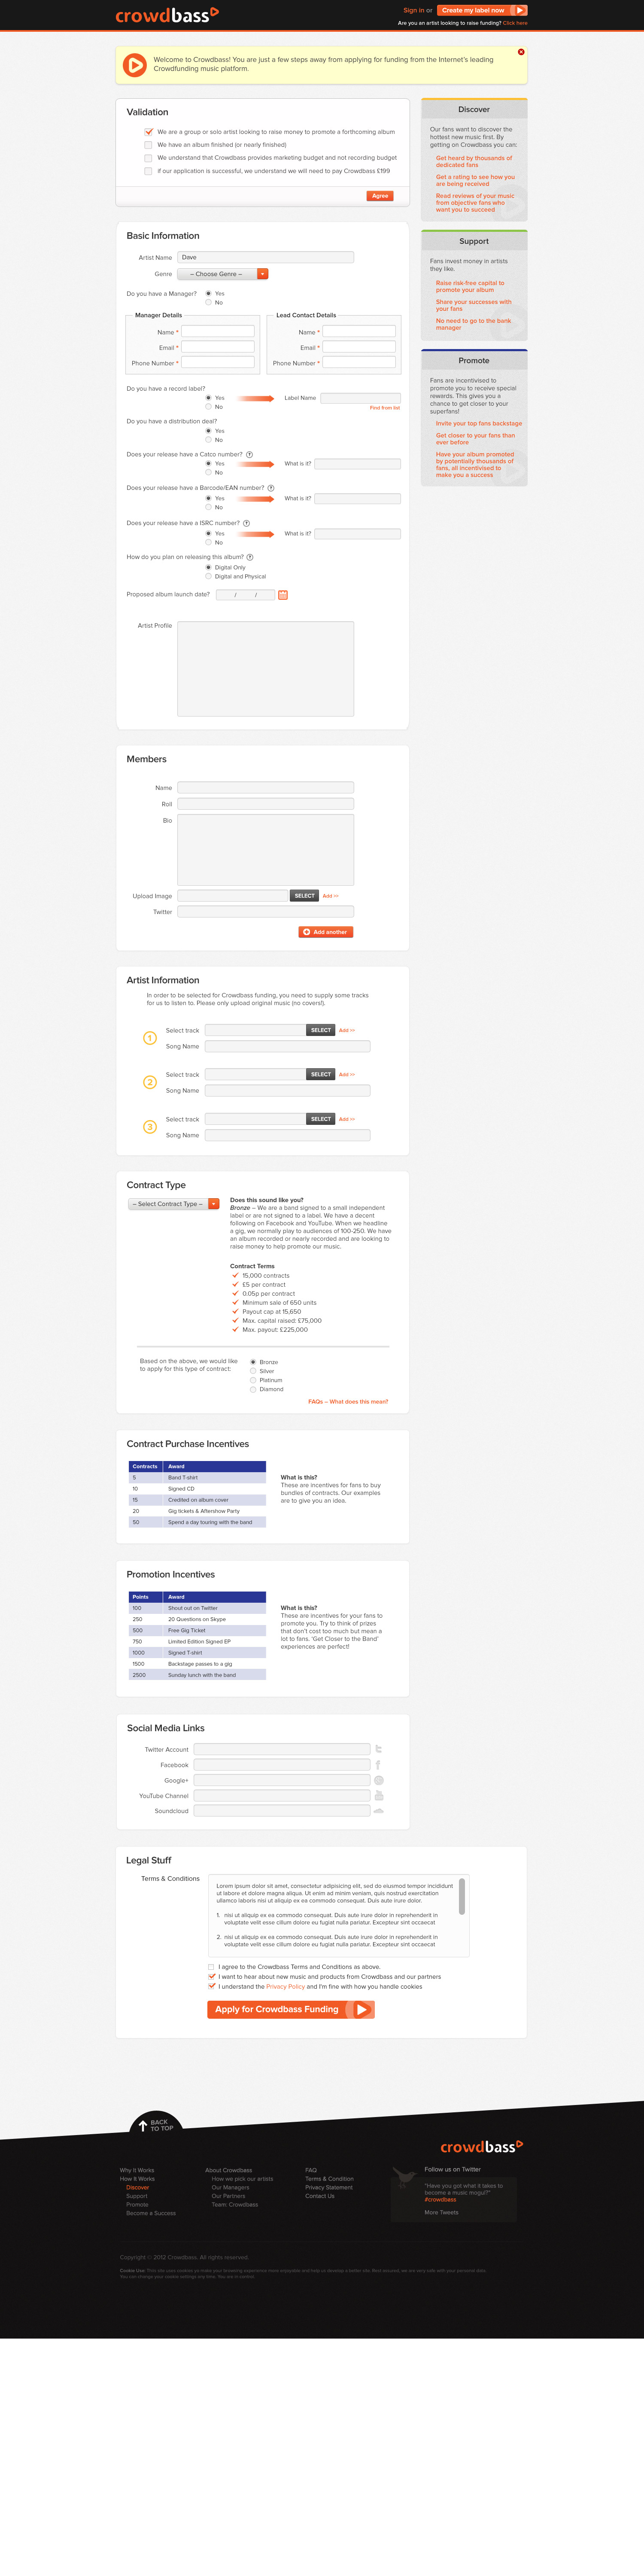 crowdbass
Sign in or Create my label now
Are you an artist looking to raise funding? Click here
Welcome to Crowdbass! You are just a few steps away from applying for funding from the Internet's leading
Crowdfunding music platform.
Validation
We are a group or solo artist looking to raise money to promote a forthcoming album
We have an album finished (or nearly finished)
We understand that Crowdbass provides marketing budget and not recording budget
if our application is successful, we understand we will need to pay Crowdbass £199
Agree
Discover
Our fans want to discover the
hottest new music first. By
getting on Crowdbass you can:
Get heard by thousands of
dedicated fans
Get a rating to see how you
are being received
Read reviews of your music
from objective fans who
want you to succeed
Support
Fans invest money in artists
they like.
Raise risk-free capital to
promote your album
Share your successes with
your fans
No need to go to the bank
manager
Promote
Fans are incentivised to
promote you to receive special
rewards. This gives you a
chance to get closer to your
superfans!
Invite your top fans backstage
Get closer to your fans than
ever before
Have your album promoted
by potentially thousands of
fans, all incentivised to
make you a success
Basic Information
Artist Name Dave
Genre – Choose Genre –
Do you have a Manager? Yes
No
Manager Details
Name *
Email *
Phone Number *
Lead Contact Details
Name *
Email *
Phone Number *
Do you have a record label?
Yes Label Name
No Find from list
Do you have a distribution deal?
Yes
No
Does your release have a Catco number? ?
Yes What is it?
No
Does your release have a Barcode/EAN number? ?
Yes What is it?
No
Does your release have a ISRC number? ?
Yes What is it?
No
How do you plan on releasing this album? ?
Digital Only
Digital and Physical
Proposed album launch date? / /
Artist Profile
Members
Name
Roll
Bio
Upload Image SELECT Add >>
Twitter
Add another
Artist Information
In order to be selected for Crowdbass funding, you need to supply some tracks
for us to listen to. Please only upload original music (no covers!).
1 Select track SELECT Add >>
Song Name
2 Select track SELECT Add >>
Song Name
3 Select track SELECT Add >>
Song Name
Contract Type
– Select Contract Type –
Does this sound like you?
Bronze – We are a band signed to a small independent
label or are not signed to a label. We have a decent
following on Facebook and YouTube. When we headline
a gig, we normally play to audiences of 100-250. We have
an album recorded or nearly recorded and are looking to
raise money to help promote our music.
Contract Terms
15,000 contracts
£5 per contract
0.05p per contract
Minimum sale of 650 units
Payout cap at 15,650
Max. capital raised: £75,000
Max. payout: £225,000
Based on the above, we would like
to apply for this type of contract:
Bronze
Silver
Platinum
Diamond
FAQs – What does this mean?
Contract Purchase Incentives
Contracts Award
5 Band T-shirt
10 Signed CD
15 Credited on album cover
20 Gig tickets & Aftershow Party
50 Spend a day touring with the band
What is this?
These are incentives for fans to buy
bundles of contracts. Our examples
are to give you an idea.
Promotion Incentives
Points Award
100 Shout out on Twitter
250 20 Questions on Skype
500 Free Gig Ticket
750 Limited Edition Signed EP
1000 Signed T-shirt
1500 Backstage passes to a gig
2500 Sunday lunch with the band
What is this?
These are incentives for your fans to
promote you. Try to think of prizes
that don't cost too much but mean a
lot to fans. 'Get Closer to the Band'
experiences are perfect!
Social Media Links
Twitter Account
Facebook
Google+
YouTube Channel
Soundcloud
Legal Stuff
Terms & Conditions
Lorem ipsum dolor sit amet, consectetur adipisicing elit, sed do eiusmod tempor incididunt
ut labore et dolore magna aliqua. Ut enim ad minim veniam, quis nostrud exercitation
ullamco laboris nisi ut aliquip ex ea commodo consequat. Duis aute irure dolor.
1. nisi ut aliquip ex ea commodo consequat. Duis aute irure dolor in reprehenderit in
voluptate velit esse cillum dolore eu fugiat nulla pariatur. Excepteur sint occaecat
2. nisi ut aliquip ex ea commodo consequat. Duis aute irure dolor in reprehenderit in
voluptate velit esse cillum dolore eu fugiat nulla pariatur. Excepteur sint occaecat
I agree to the Crowdbass Terms and Conditions as above.
I want to hear about new music and products from Crowdbass and our partners
I understand the Privacy Policy and I'm fine with how you handle cookies
Apply for Crowdbass Funding
BACK
TO TOP
crowdbass
Why It Works
How It Works
Discover
Support
Promote
Become a Success
About Crowdbass
How we pick our artists
Our Managers
Our Partners
Team: Crowdbass
FAQ
Terms & Condition
Privacy Statement
Contact Us
Follow us on Twitter
"Have you got what it takes to
become a music mogul?"
#crowdbass
More Tweets
Copyright © 2012 Crowdbass. All rights reserved.